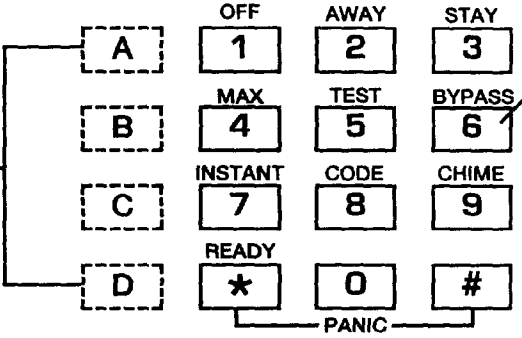 OFF AWAY STAY
A 1 2 3
MAX TEST BYPASS
B 4 5 6
INSTANT CODE CHIME
C 7 8 9
READY
D * 0 #
PANIC